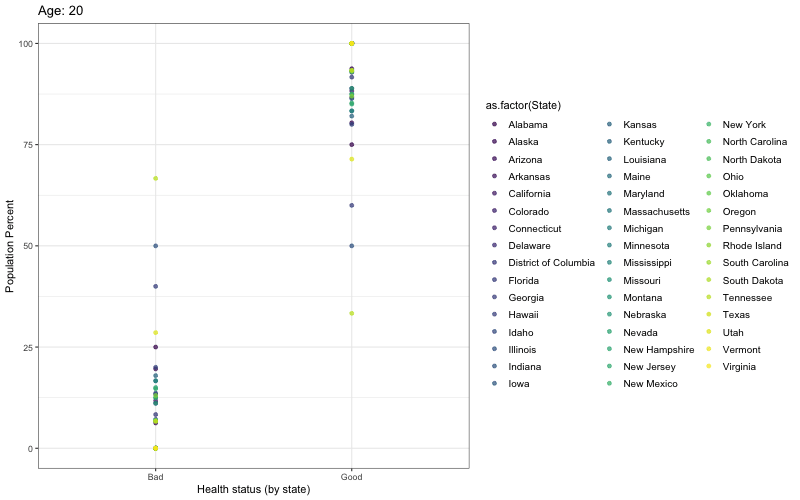 Age: 20
100
75
50
25
0
Population Percent
Bad
Good
Health status (by state)
as.factor(State)
Alabama
Alaska
Arizona
Arkansas
California
Colorado
Connecticut
Delaware
District of Columbia
Florida
Georgia
Hawaii
Idaho
Illinois
Indiana
Iowa
Kansas
Kentucky
Louisiana
Maine
Maryland
Massachusetts
Michigan
Minnesota
Mississippi
Missouri
Montana
Nebraska
Nevada
New Hampshire
New Jersey
New Mexico
New York
North Carolina
North Dakota
Ohio
Oklahoma
Oregon
Pennsylvania
Rhode Island
South Carolina
South Dakota
Tennessee
Texas
Utah
Vermont
Virginia